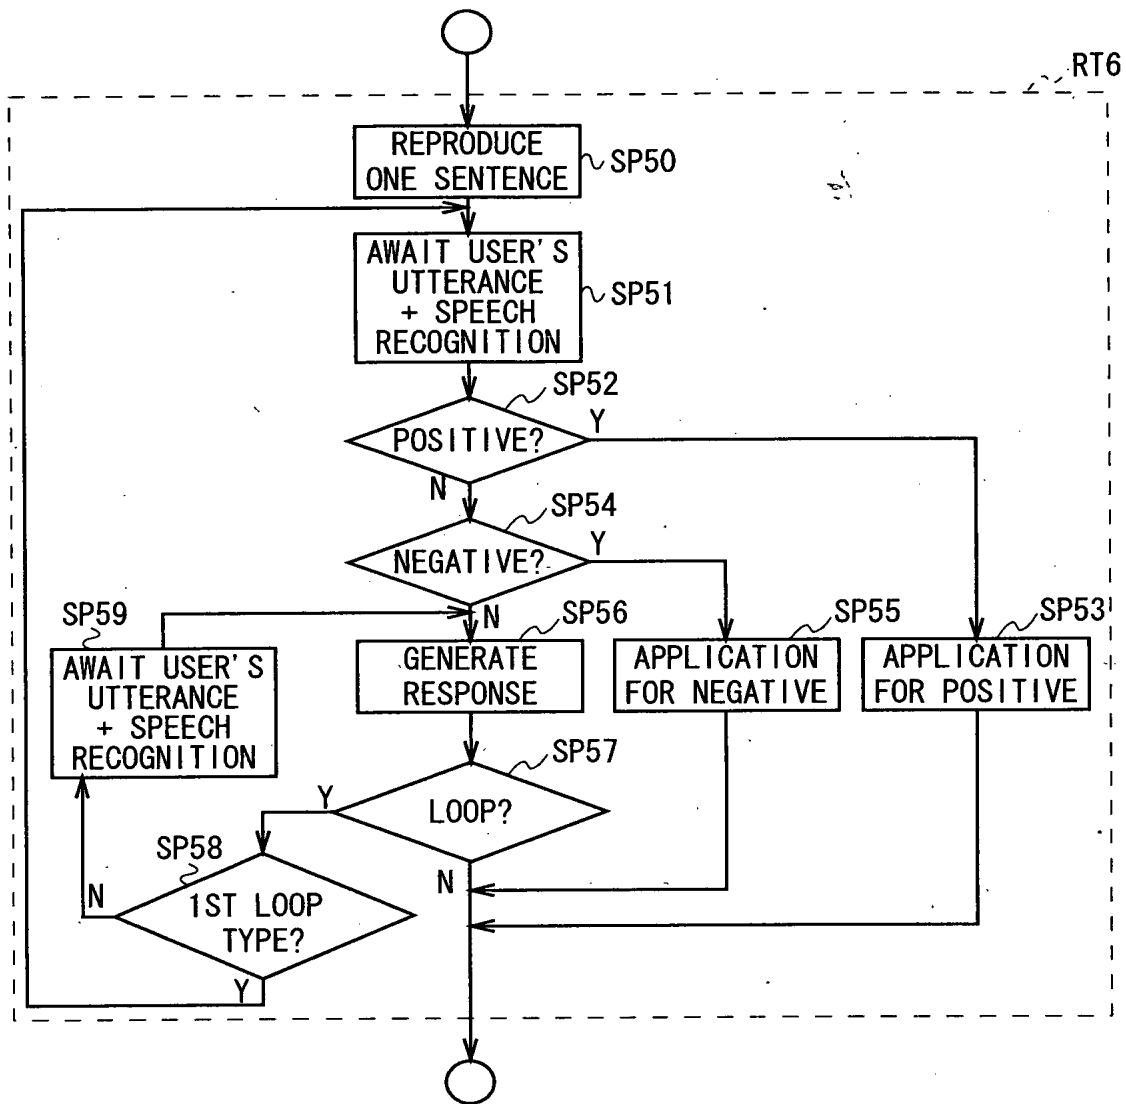 RT6
REPRODUCE
ONE SENTENCE
SP50
AWAIT USER'S
UTTERANCE
+ SPEECH
RECOGNITION
SP51
SP52
POSITIVE?
Y
N
SP54
NEGATIVE?
Y
N
SP59
AWAIT USER'S
UTTERANCE
+ SPEECH
RECOGNITION
SP56
GENERATE
RESPONSE
SP55
APPLICATION
FOR NEGATIVE
SP53
APPLICATION
FOR POSITIVE
SP57
LOOP?
Y
N
SP58
1ST LOOP
TYPE?
N
Y